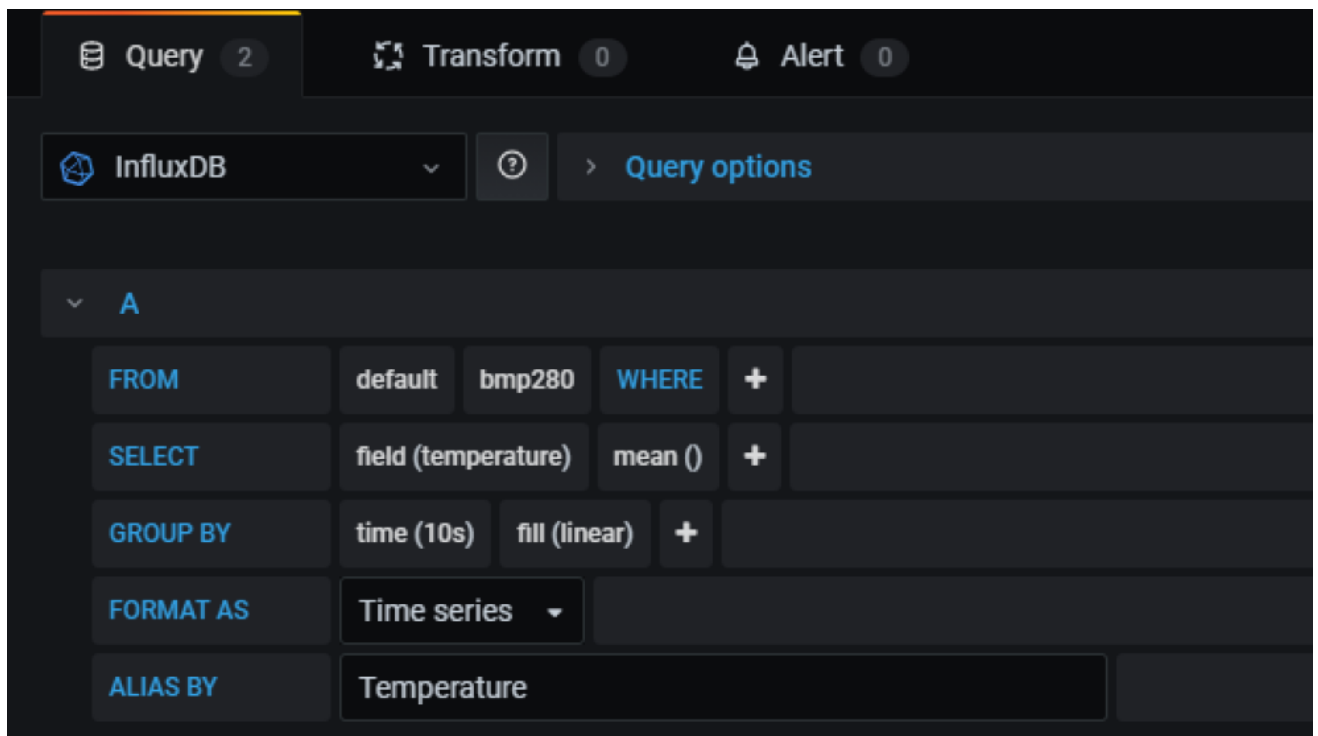 Query 2 Transform 0 Alert 0
InfluxDB Query options
A
FROM default bmp280 WHERE +
SELECT field (temperature) mean () +
GROUP BY time (10s) fill (linear) +
FORMAT AS Time series
ALIAS BY Temperature